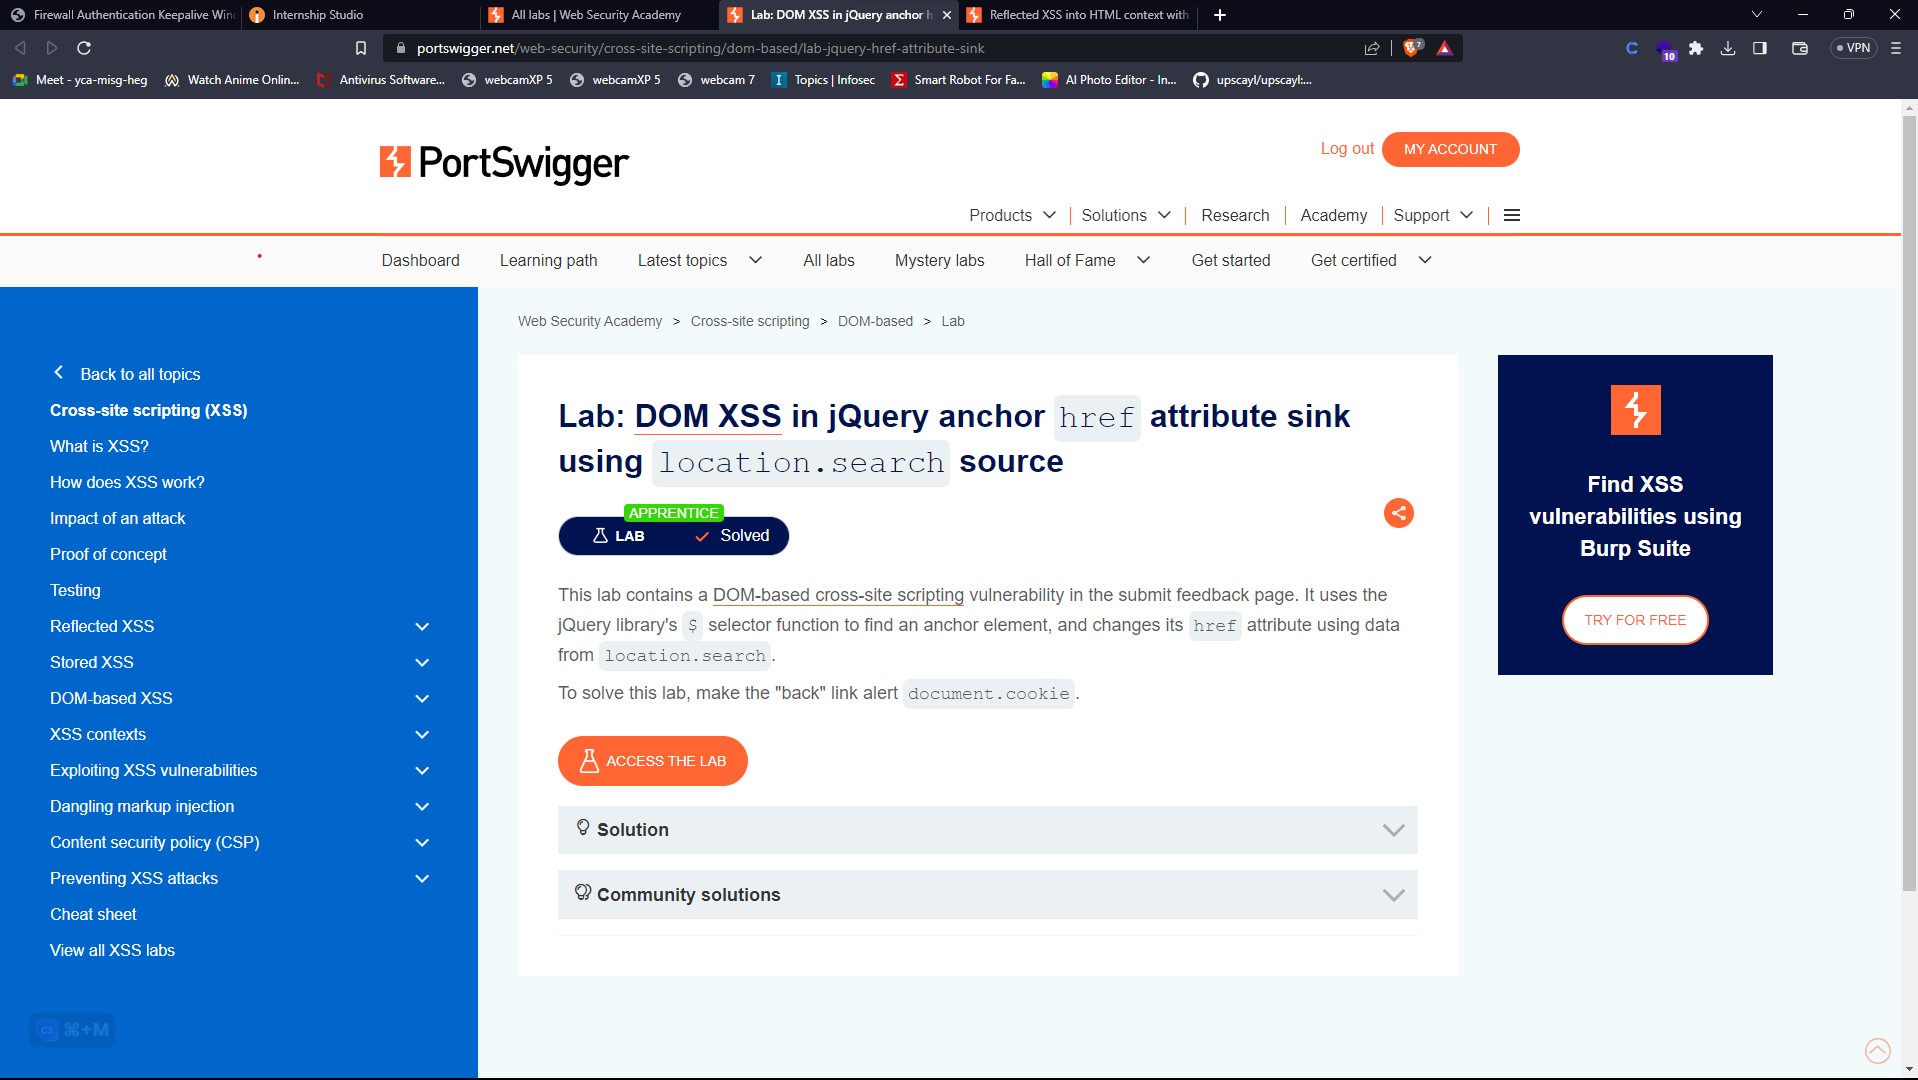 Firewall Authentication Keepalive Win
Internship Studio
All labs | Web Security Academy
Lab: DOM XSS in jQuery anchor h
Reflected XSS into HTML context with
portswigger.net/web-security/cross-site-scripting/dom-based/lab-jquery-href-attribute-sink
7
10
VPN
Meet - yca-misg-heg
Watch Anime Onlin...
Antivirus Software...
webcamXP 5
webcamXP 5
webcam 7
Topics | Infosec
Smart Robot For Fa...
AI Photo Editor - In...
upscayl/upscayl:...
PortSwigger
Log out
MY ACCOUNT
Products
Solutions
Research
Academy
Support
Dashboard
Learning path
Latest topics
All labs
Mystery labs
Hall of Fame
Get started
Get certified
Back to all topics
Cross-site scripting (XSS)
What is XSS?
How does XSS work?
Impact of an attack
Proof of concept
Testing
Reflected XSS
Stored XSS
DOM-based XSS
XSS contexts
Exploiting XSS vulnerabilities
Dangling markup injection
Content security policy (CSP)
Preventing XSS attacks
Cheat sheet
View all XSS labs
CS ⌘+M
Web Security Academy > Cross-site scripting > DOM-based > Lab
Lab: DOM XSS in jQuery anchor href attribute sink
using location.search source
APPRENTICE
LAB
Solved
This lab contains a DOM-based cross-site scripting vulnerability in the submit feedback page. It uses the
jQuery library's $ selector function to find an anchor element, and changes its href attribute using data
from location.search.
To solve this lab, make the "back" link alert document.cookie.
ACCESS THE LAB
Solution
Community solutions
Find XSS
vulnerabilities using
Burp Suite
TRY FOR FREE